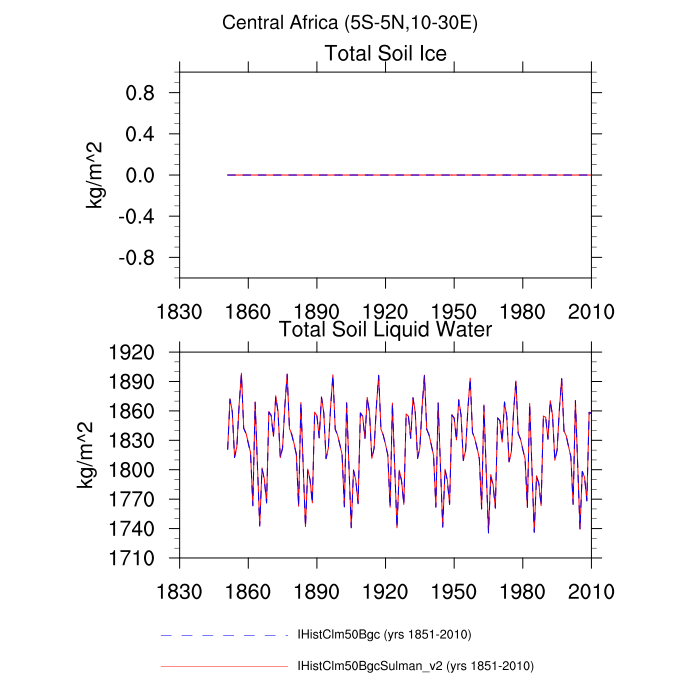 Central Africa (5S-5N,10-30E)
Total Soil Ice
0.8
0.4
0.0
-0.4
-0.8
kg/m^2
1830 1860 1890 1920 1950 1980 2010
Total Soil Liquid Water
1920
1890
1860
1830
1800
1770
1740
1710
kg/m^2
1830 1860 1890 1920 1950 1980 2010
IHistClm50Bgc (yrs 1851-2010)
IHistClm50BgcSulman_v2 (yrs 1851-2010)